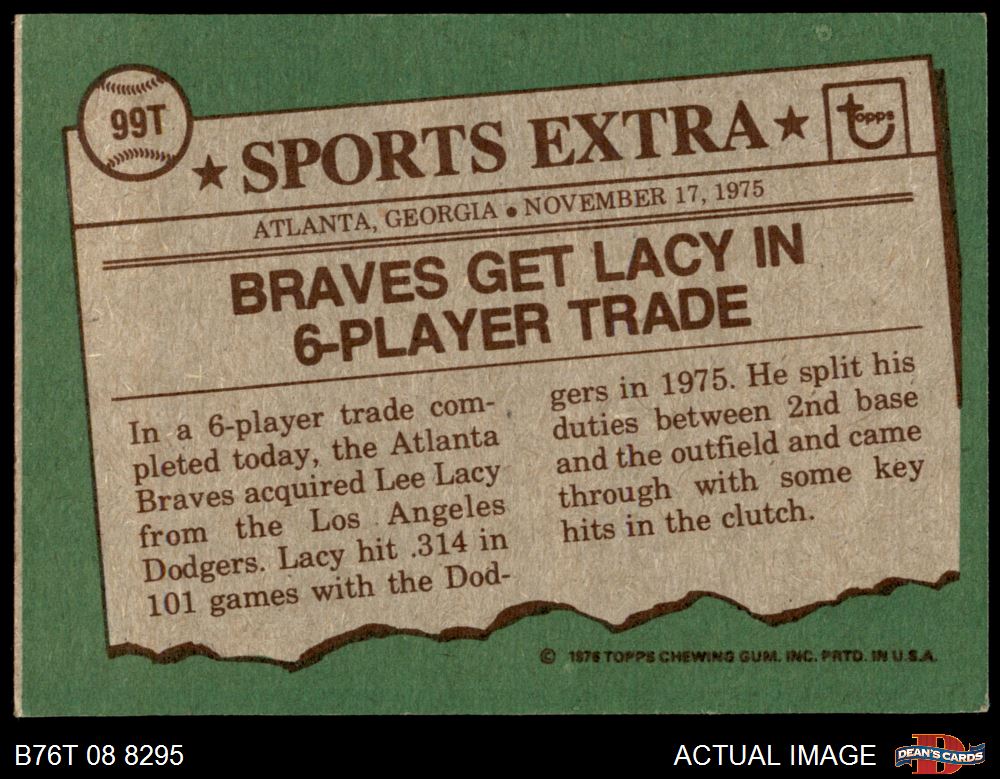 99T
★ SPORTS EXTRA ★
topps
ATLANTA, GEORGIA • NOVEMBER 17, 1975
BRAVES GET LACY IN
6-PLAYER TRADE
In a 6-player trade com-
pleted today, the Atlanta
Braves acquired Lee Lacy
from the Los Angeles
Dodgers. Lacy hit .314 in
101 games with the Dod-
gers in 1975. He split his
duties between 2nd base
and the outfield and came
through with some key
hits in the clutch.
© 1976 TOPPS CHEWING GUM. INC. PRTD. IN U.S.A.
B76T 08 8295
ACTUAL IMAGE
D
DEAN'S CARDS